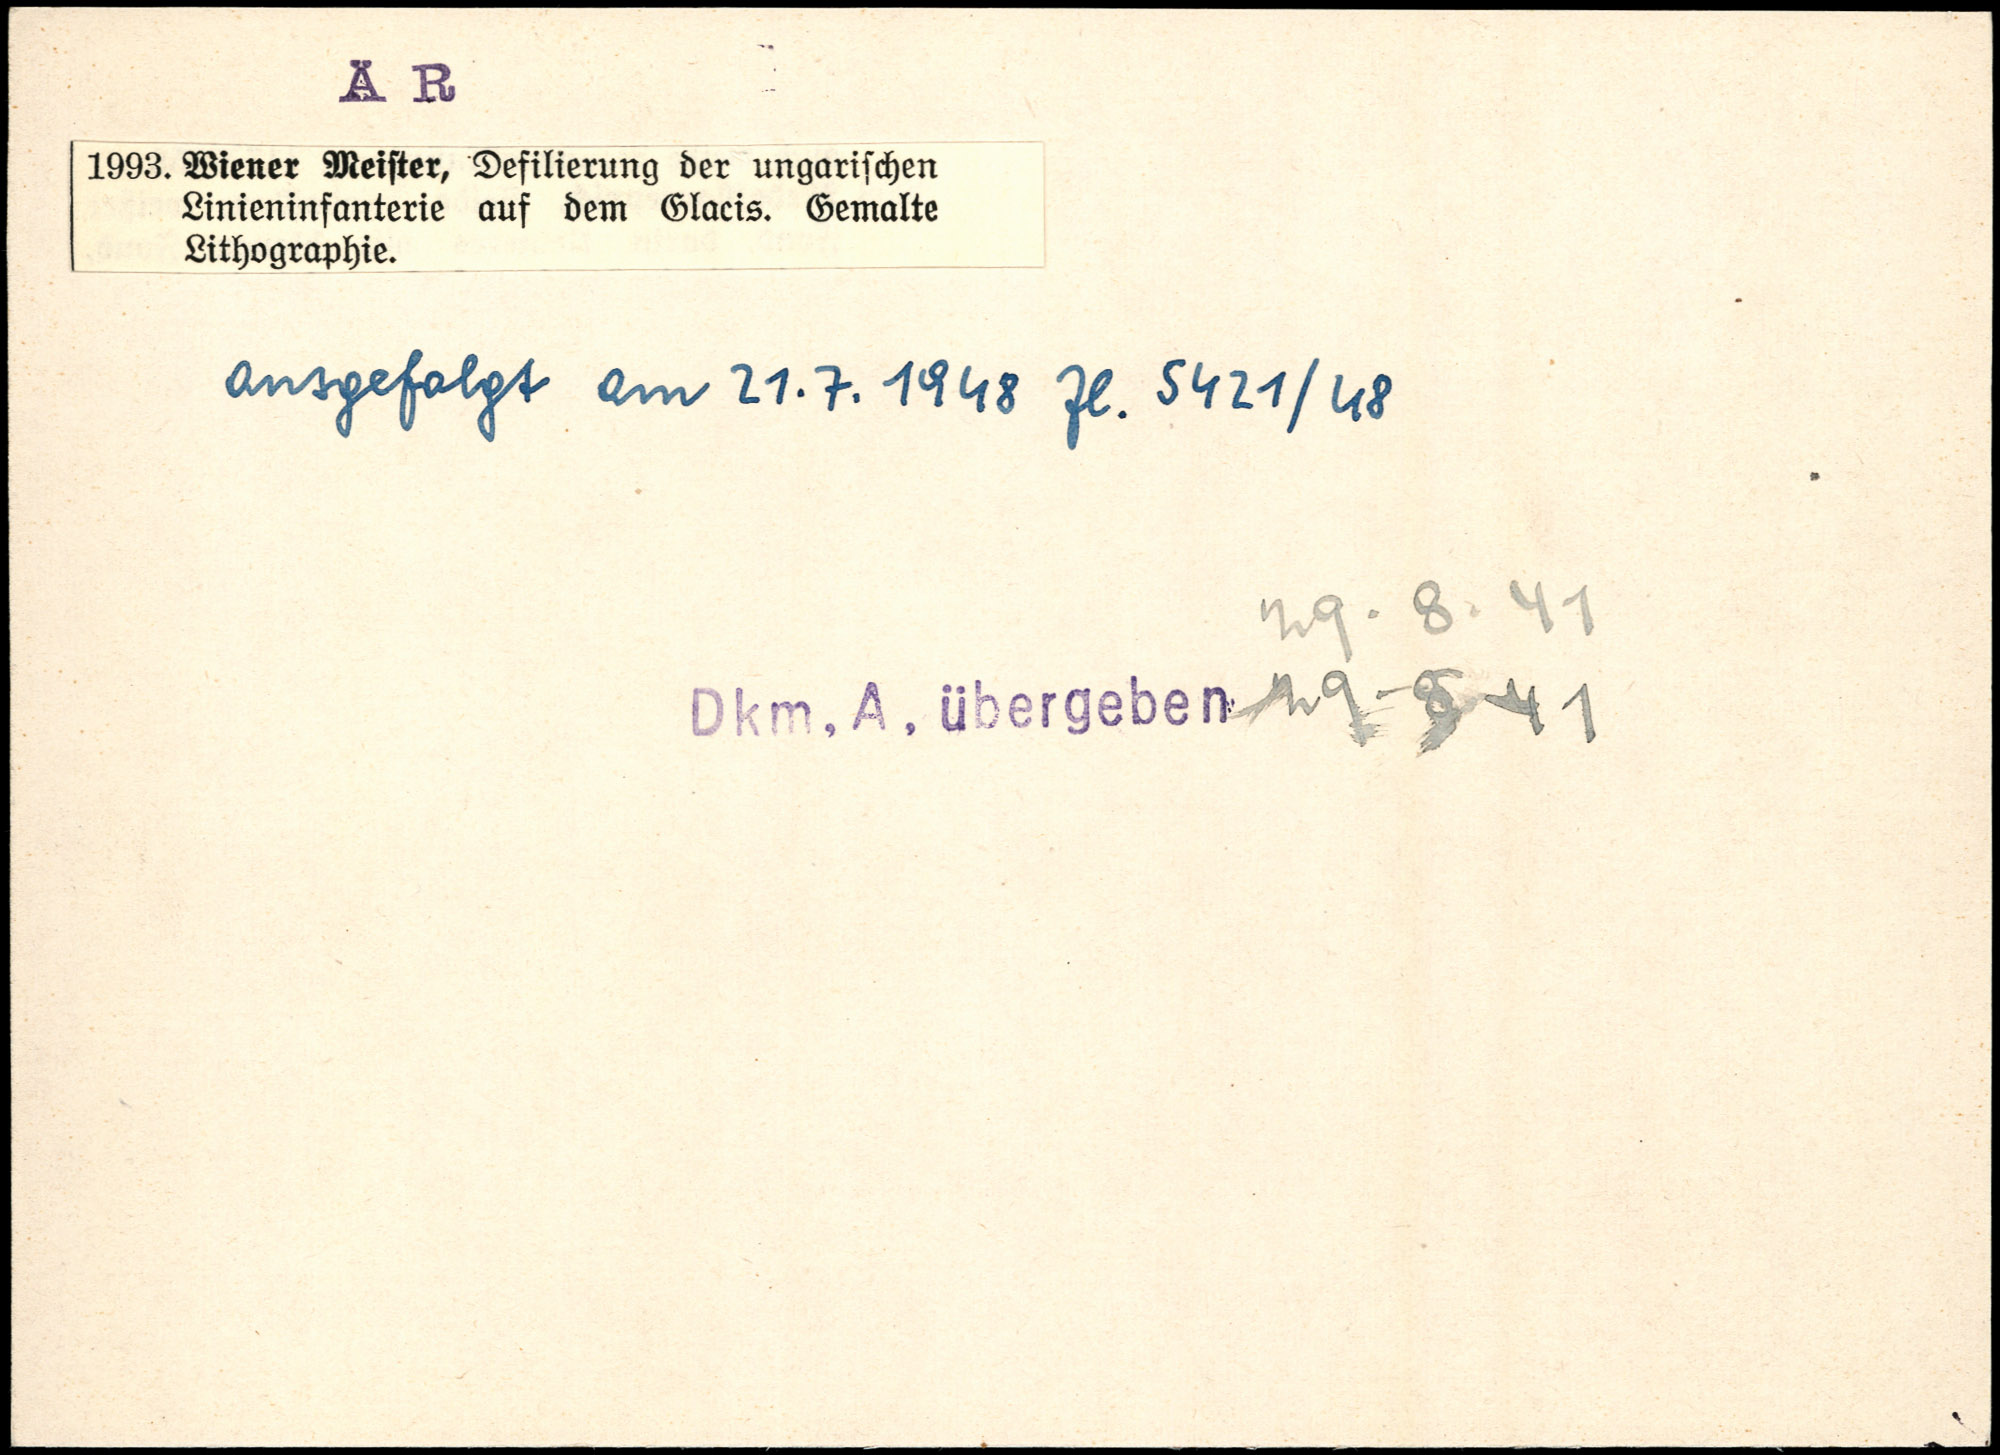 A R
1993. Wiener Meiſter, Defilierung der ungariſchen
Linieninfanterie auf dem Glacis. Gemalte
Lithographie.
ausgefolgt am 21.7.1948 Zl. 5421/48
29. 8. 41
Dkm. A. übergeben 29-8-41